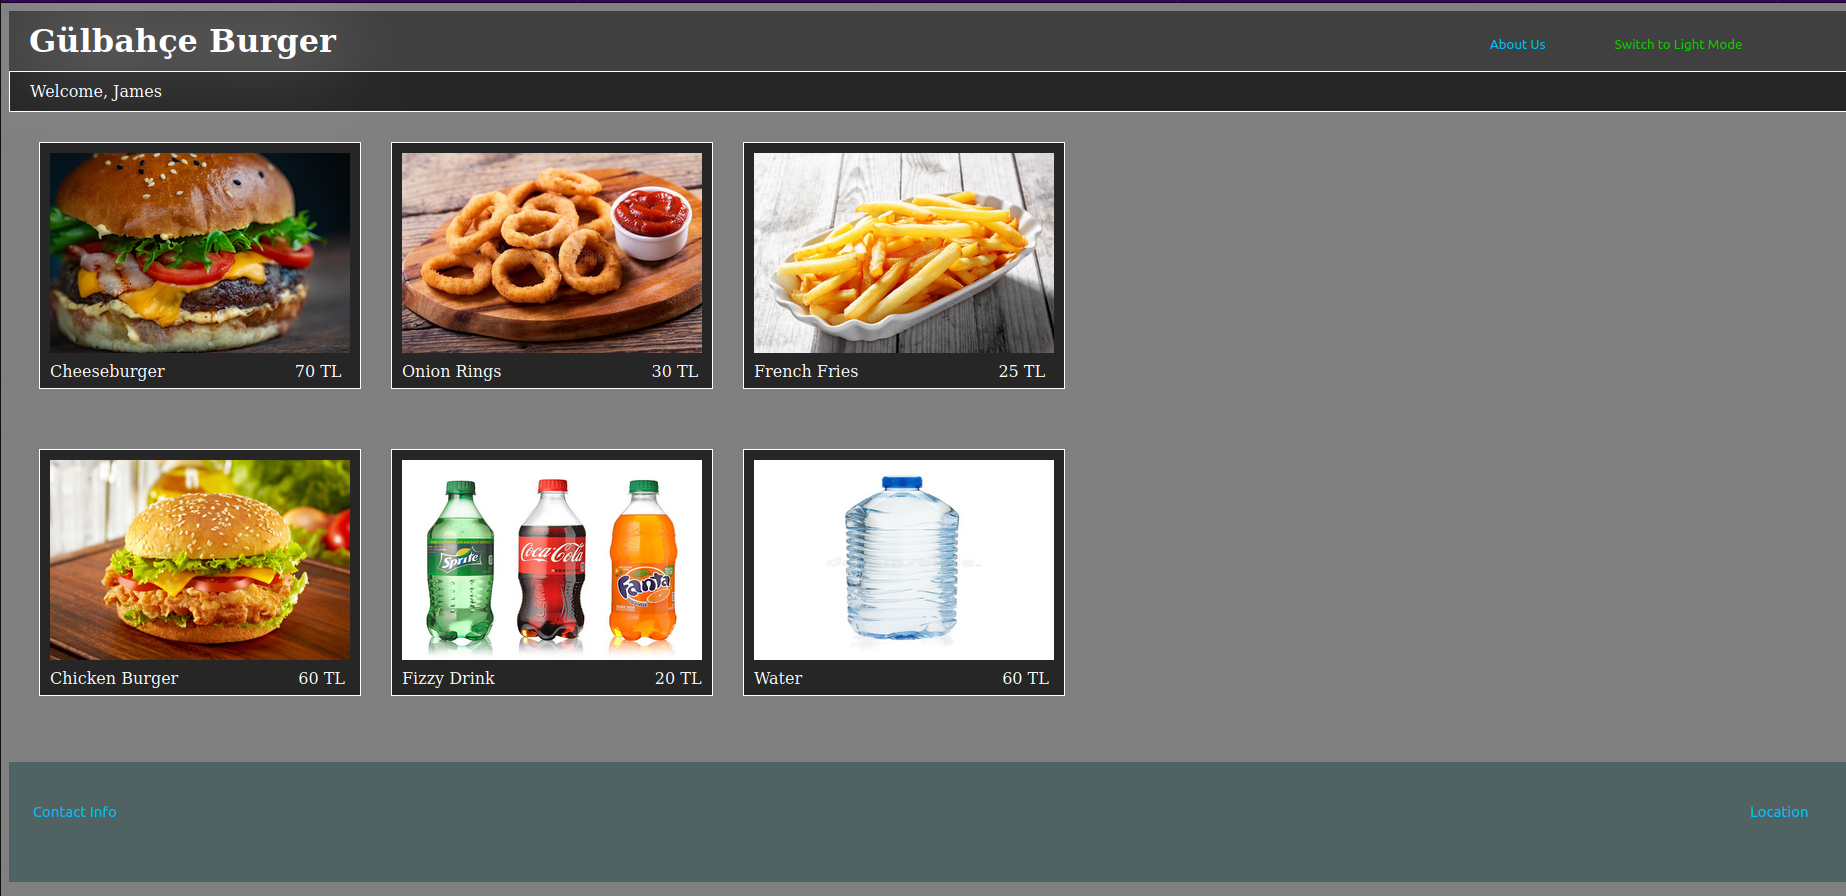 Gülbahçe Burger
About Us
Switch to Light Mode
Welcome, James
Cheeseburger 70 TL
Onion Rings 30 TL
French Fries 25 TL
Sprite
Coca-Cola
Fanta
Chicken Burger 60 TL
Fizzy Drink 20 TL
Water 60 TL
Contact Info
Location